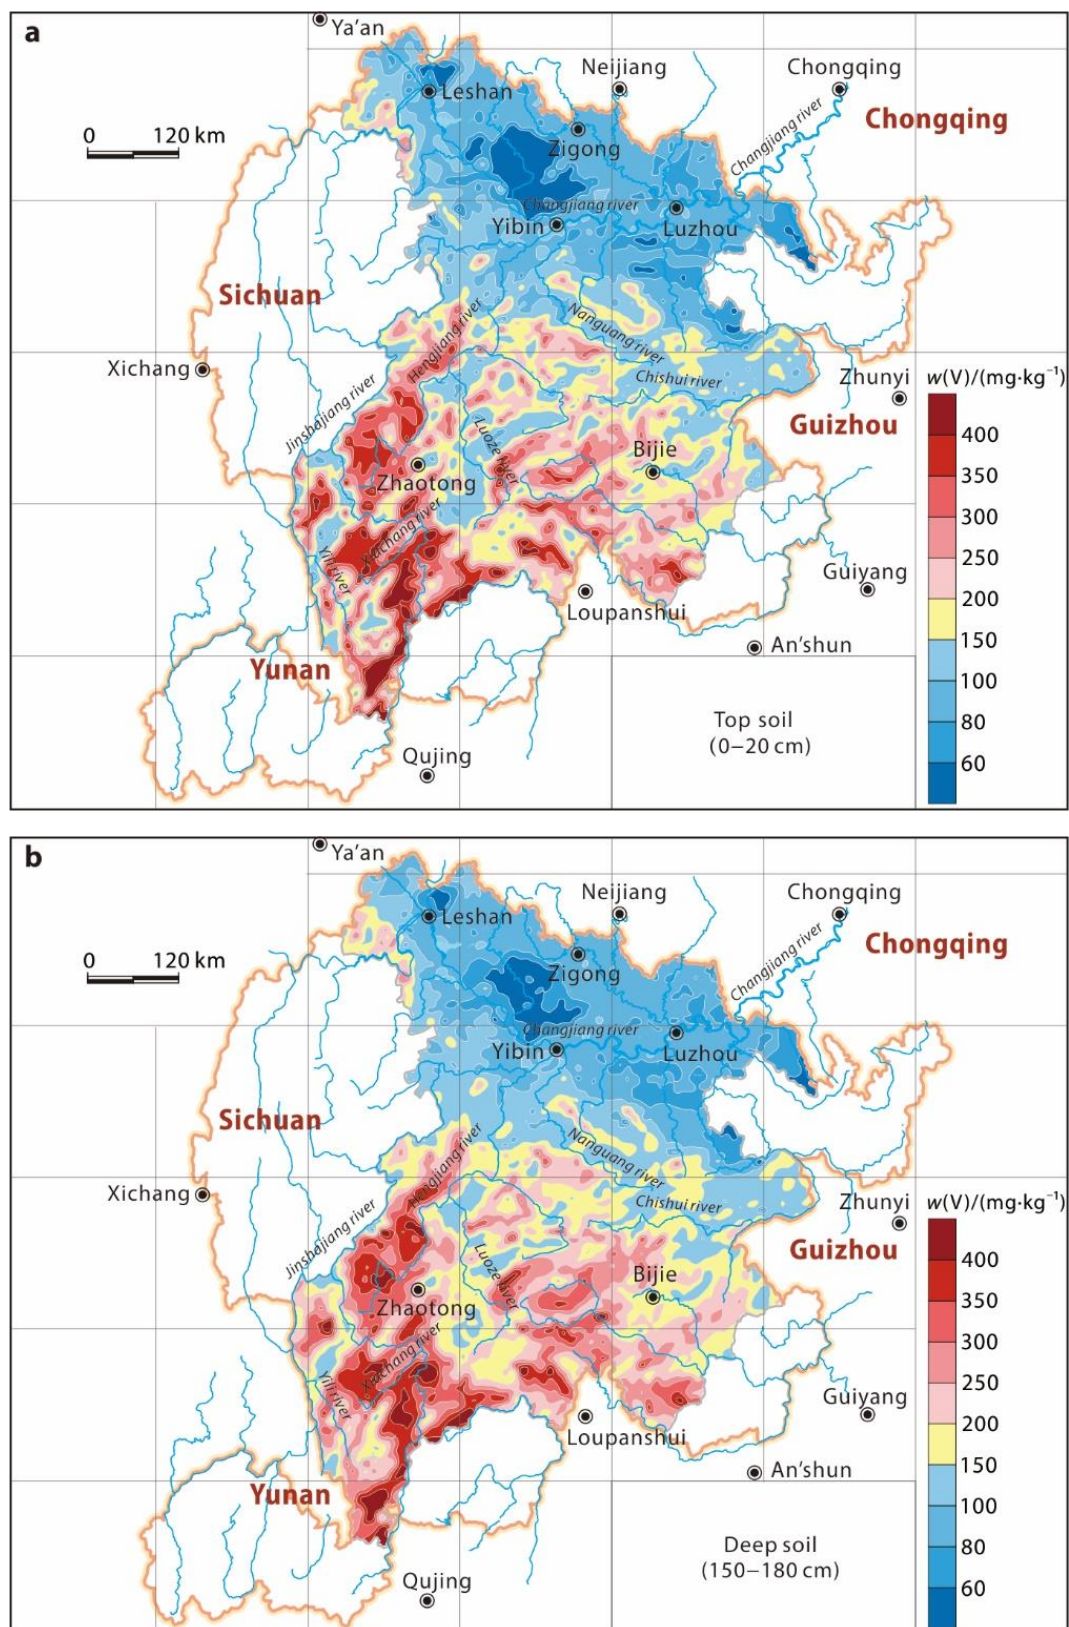 a
Ya'an
Neijiang
Chongqing
Leshan
Chongqing
0 120 km
Changjiang river
Zigong
Changjiang river
Yibin
Luzhou
Sichuan
Hengjiang river
Nanguang river
Xichang
Chishui river
Zhunyi
w(V)/(mg·kg⁻¹)
Jinshajiang river
Guizhou
400
Luoze river
Bijie
350
Zhaotong
300
Xiachang river
250
Yili river
Guiyang
200
Loupanshui
150
An'shun
Yunan
100
Top soil
(0–20 cm)
80
Qujing
60
b
Ya'an
Neijiang
Chongqing
Leshan
Chongqing
0 120 km
Changjiang river
Zigong
Changjiang river
Yibin
Luzhou
Sichuan
Hengjiang river
Nanguang river
Xichang
Chishui river
Zhunyi
w(V)/(mg·kg⁻¹)
Jinshajiang river
Guizhou
400
Luoze river
Bijie
350
Zhaotong
300
Xiachang river
250
Yili river
Guiyang
200
Loupanshui
150
An'shun
Yunan
100
Deep soil
(150–180 cm)
80
Qujing
60